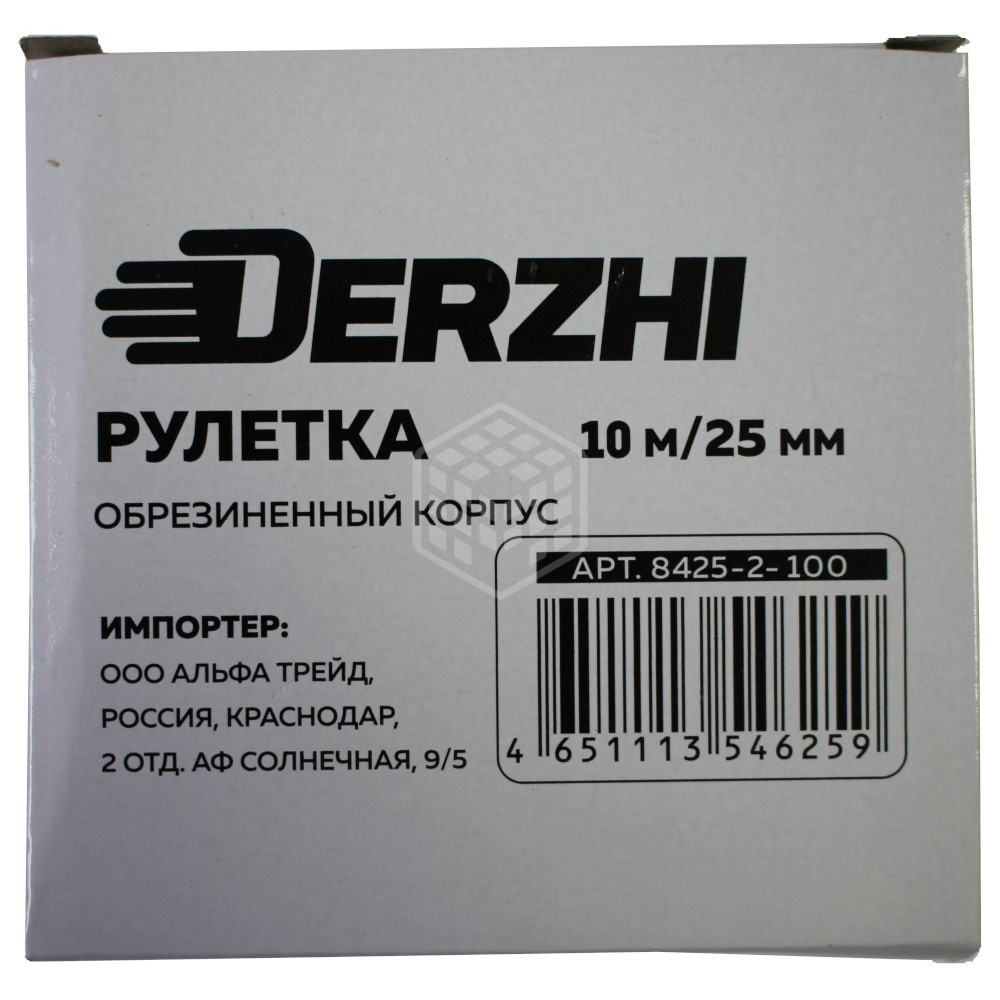 DERZHI
РУЛЕТКА 10 м/25 мм
ОБРЕЗИНЕННЫЙ КОРПУС
АРТ. 8425-2-100
ИМПОРТЕР:
ООО АЛЬФА ТРЕЙД,
РОССИЯ, КРАСНОДАР,
2 ОТД. АФ СОЛНЕЧНАЯ, 9/5
4 651113 546259